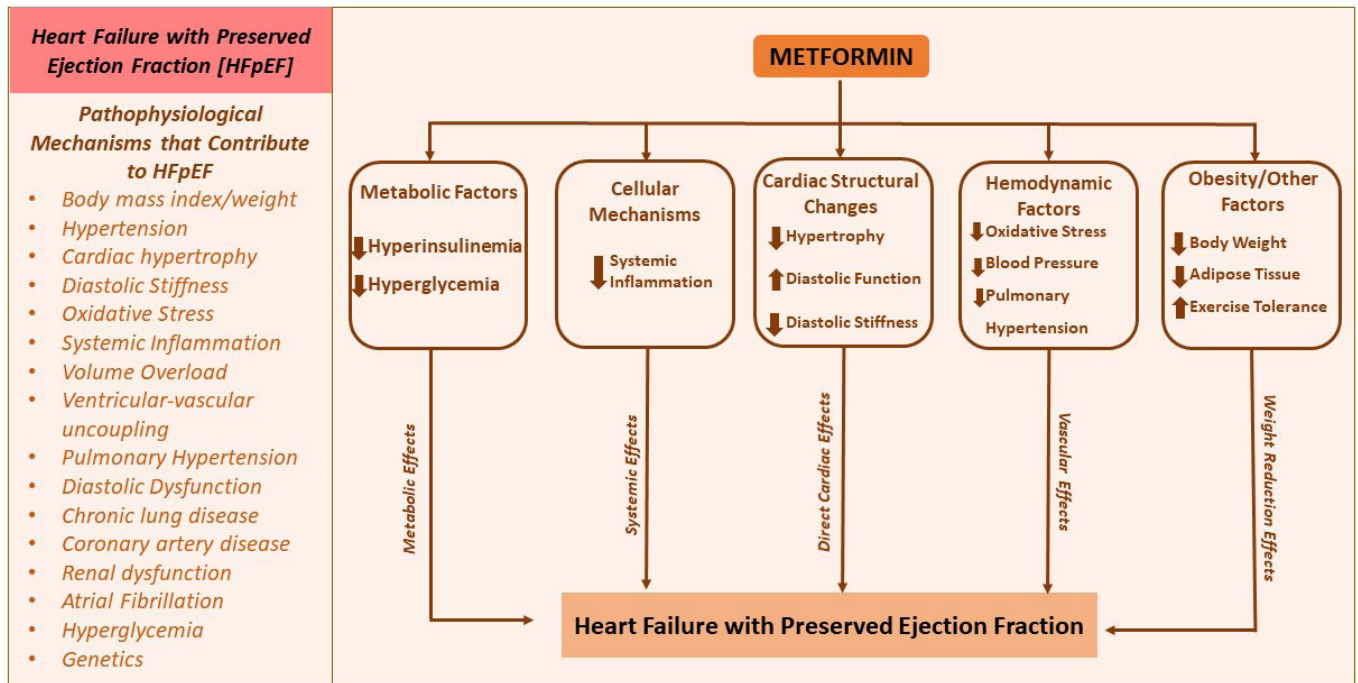 Heart Failure with Preserved
Ejection Fraction [HFpEF]
Pathophysiological
Mechanisms that Contribute
to HFpEF
• Body mass index/weight
• Hypertension
• Cardiac hypertrophy
• Diastolic Stiffness
• Oxidative Stress
• Systemic Inflammation
• Volume Overload
• Ventricular-vascular
uncoupling
• Pulmonary Hypertension
• Diastolic Dysfunction
• Chronic lung disease
• Coronary artery disease
• Renal dysfunction
• Atrial Fibrillation
• Hyperglycemia
• Genetics
METFORMIN
Metabolic Factors
Hyperinsulinemia
Hyperglycemia
Cellular
Mechanisms
Systemic
Inflammation
Cardiac Structural
Changes
Hypertrophy
Diastolic Function
Diastolic Stiffness
Hemodynamic
Factors
Oxidative Stress
Blood Pressure
Pulmonary
Hypertension
Obesity/Other
Factors
Body Weight
Adipose Tissue
Exercise Tolerance
Metabolic Effects
Systemic Effects
Direct Cardiac Effects
Vascular Effects
Weight Reduction Effects
Heart Failure with Preserved Ejection Fraction